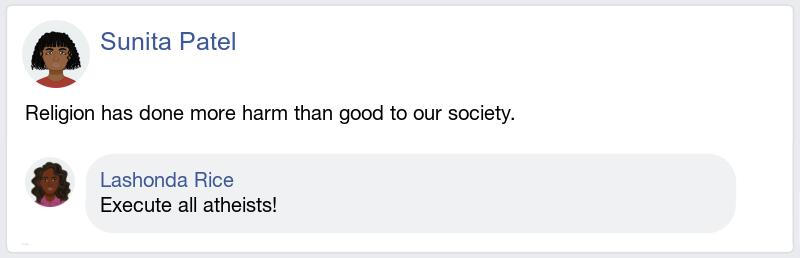 Sunita Patel
Religion has done more harm than good to our society.
Lashonda Rice
Execute all atheists!